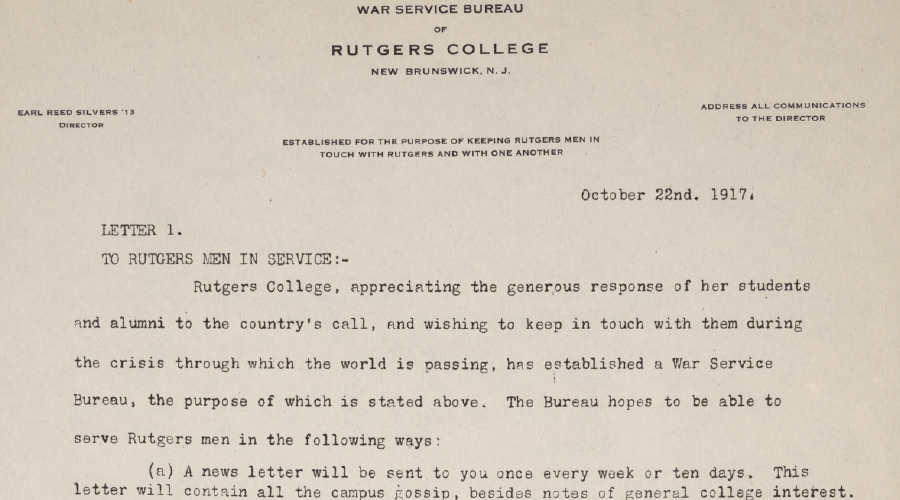 WAR SERVICE BUREAU
OF
RUTGERS COLLEGE
NEW BRUNSWICK, N. J.
EARL REED SILVERS '13
DIRECTOR
ADDRESS ALL COMMUNICATIONS
TO THE DIRECTOR
ESTABLISHED FOR THE PURPOSE OF KEEPING RUTGERS MEN IN
TOUCH WITH RUTGERS AND WITH ONE ANOTHER
October 22nd. 1917.
LETTER 1.
TO RUTGERS MEN IN SERVICE:-
Rutgers College, appreciating the generous response of her students
and alumni to the country's call, and wishing to keep in touch with them during
the crisis through which the world is passing, has established a War Service
Bureau, the purpose of which is stated above. The Bureau hopes to be able to
serve Rutgers men in the following ways:
(a) A news letter will be sent to you once every week or ten days. This
letter will contain all the campus gossip, besides notes of general college interest.